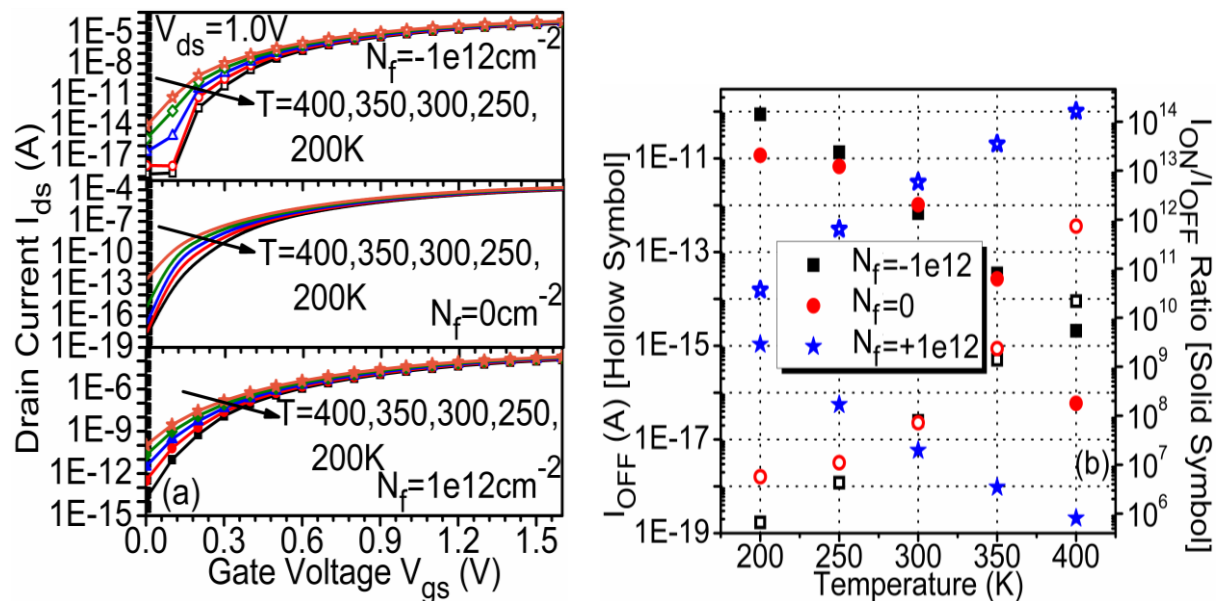 1E-5
1E-8
1E-11
1E-14
1E-17
V_ds=1.0V
N_f=-1e12cm^-2
T=400,350,300,250,
200K
1E-4
1E-7
1E-10
1E-13
1E-16
1E-19
T=400,350,300,250,
200K
N_f=0cm^-2
1E-6
1E-9
1E-12
1E-15
T=400,350,300,250,
200K
(a)
N_f=1e12cm^-2
0.0 0.3 0.6 0.9 1.2 1.5
Gate Voltage V_gs (V)
Drain Current I_ds (A)
I_OFF (A) [Hollow Symbol]
1E-11
1E-13
1E-15
1E-17
1E-19
N_f=-1e12
N_f=0
N_f=+1e12
(b)
10^14
10^13
10^12
10^11
10^10
10^9
10^8
10^7
10^6
I_ON/I_OFF Ratio [Solid Symbol]
200 250 300 350 400
Temperature (K)